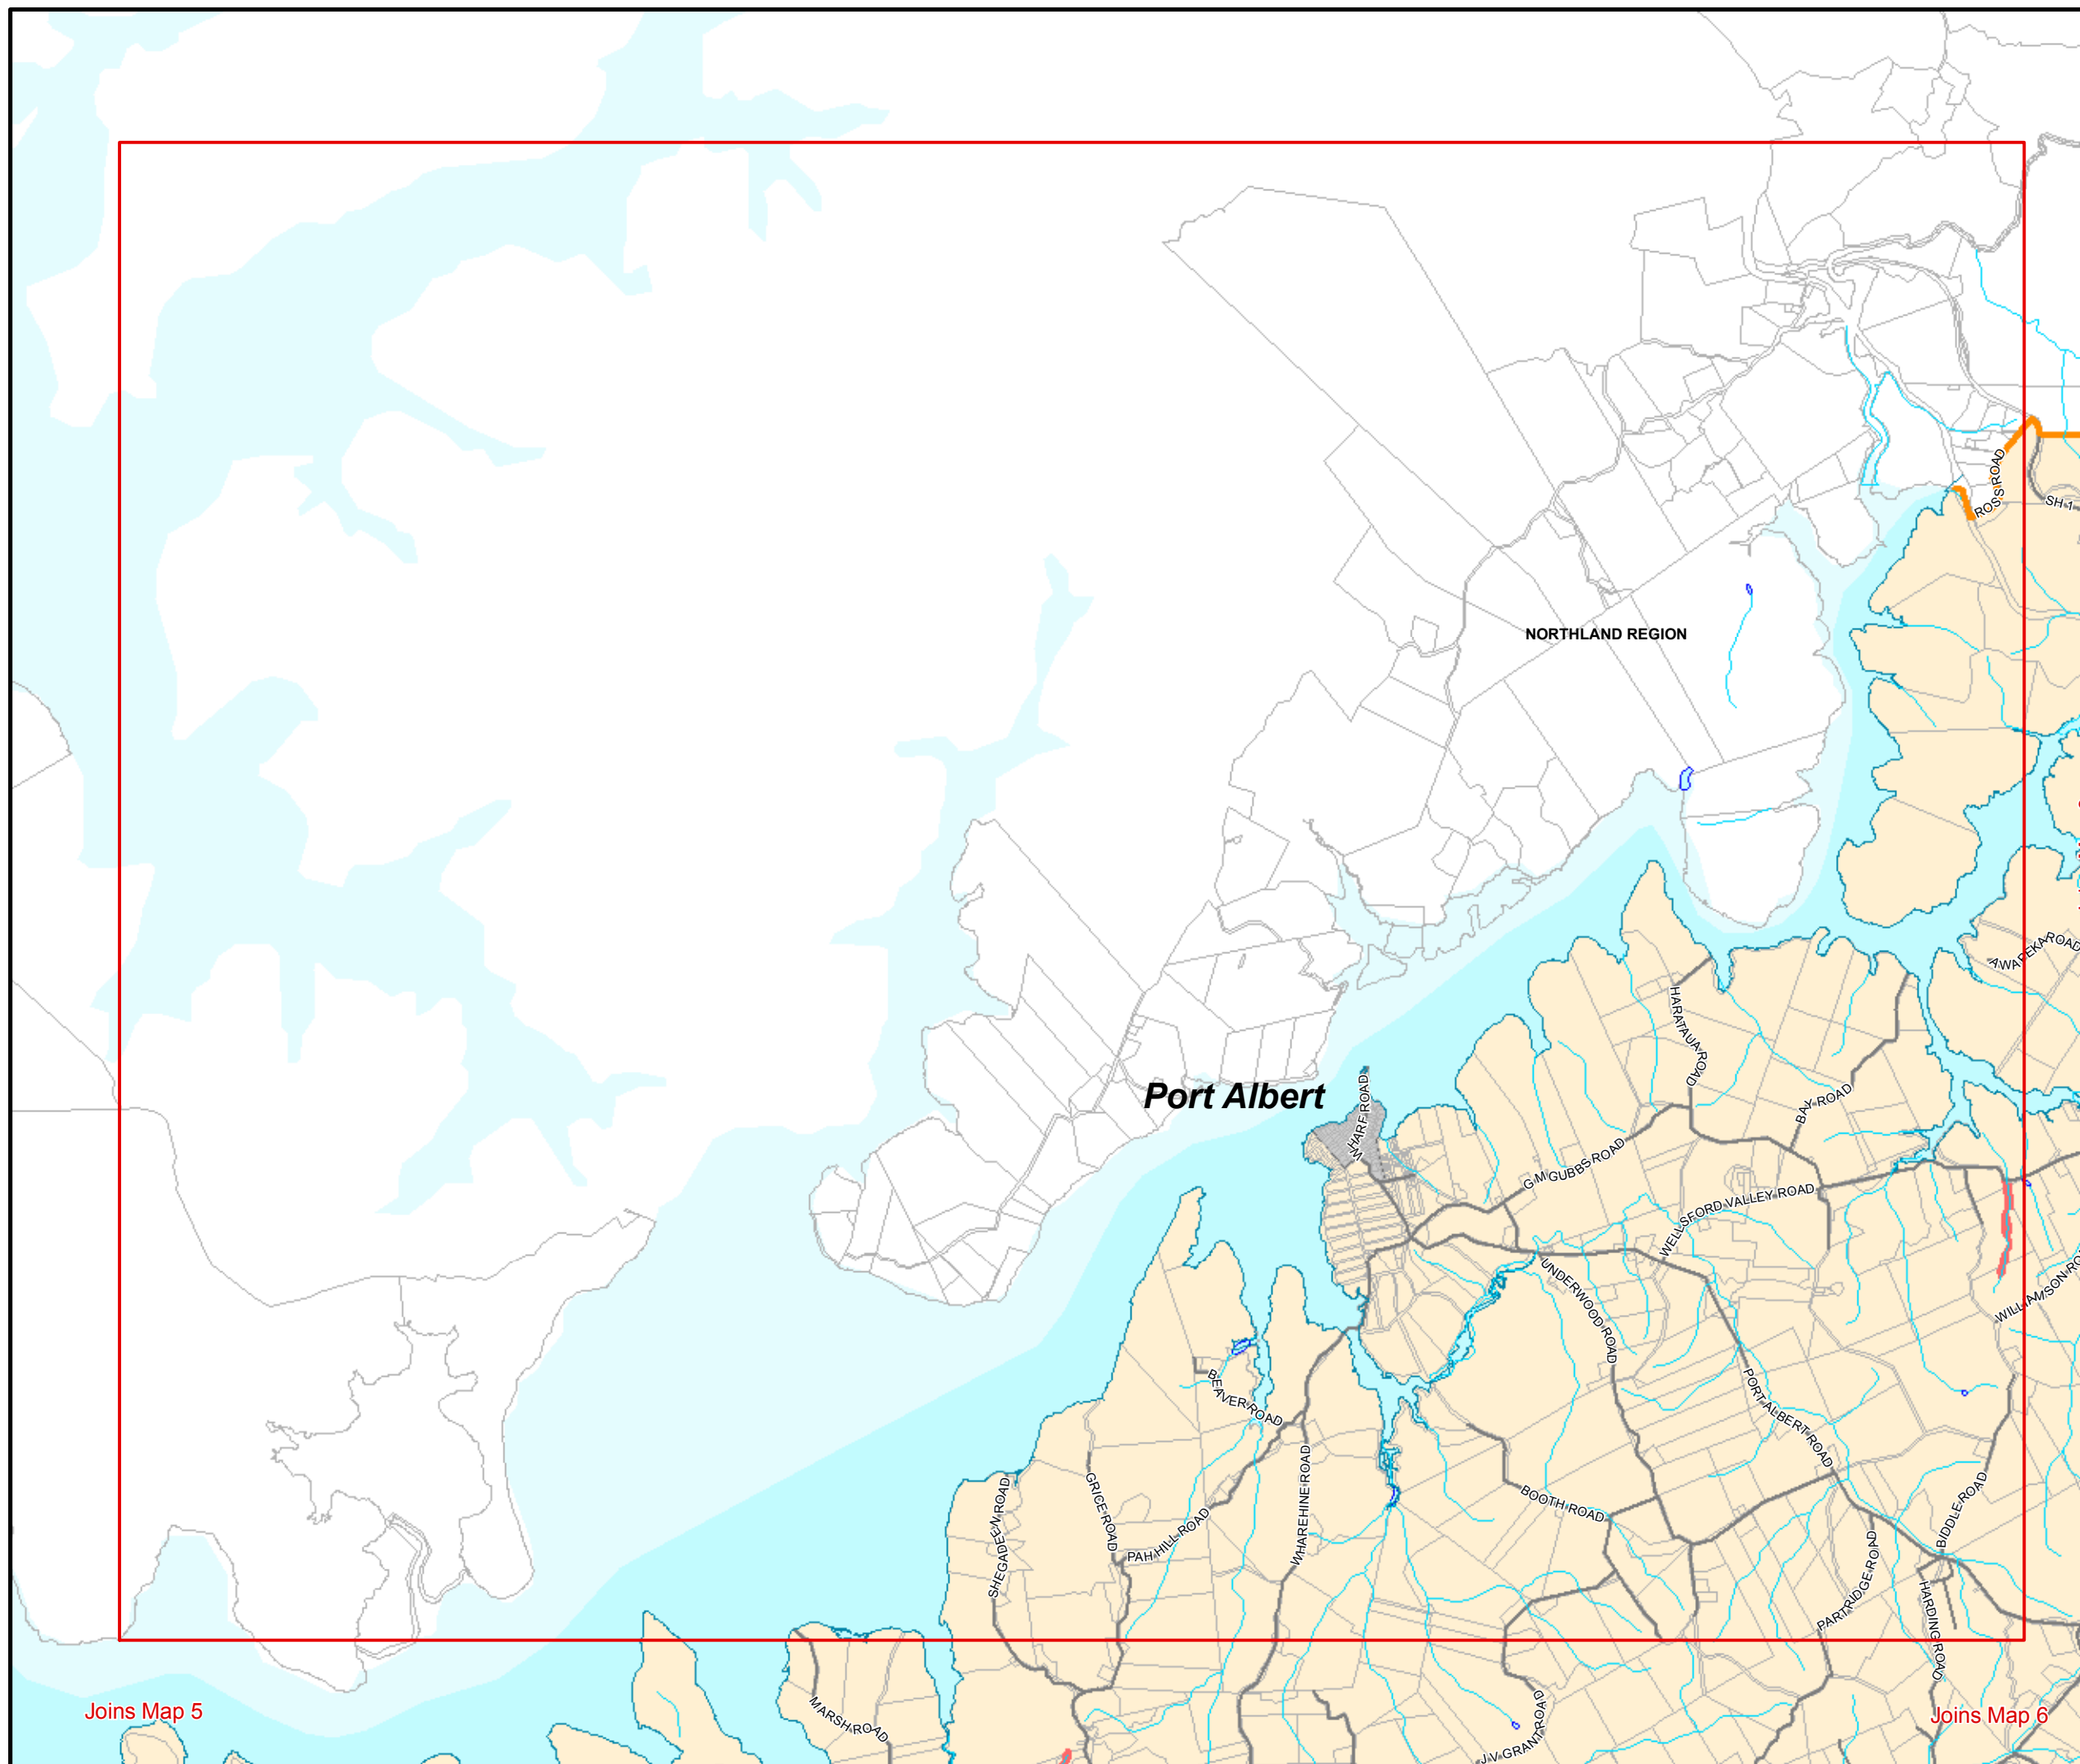 ROSS ROAD
SH 1
NORTHLAND REGION
AWAPEKA ROAD
HARATAUA ROAD
Port Albert
WHARF ROAD
BAY ROAD
G M GUBBS ROAD
WELLSFORD VALLEY ROAD
UNDERWOOD ROAD
WILLIAMSON RO
BEAVER ROAD
PORT ALBERT ROAD
GRICE ROAD
SHEGADEEN ROAD
PAH HILL ROAD
WHAREHINE ROAD
BOOTH ROAD
BIDDLE ROAD
PARTRIDGE ROAD
HARDING ROAD
Joins Map 5
MARSH ROAD
J V GRANT ROAD
Joins Map 6